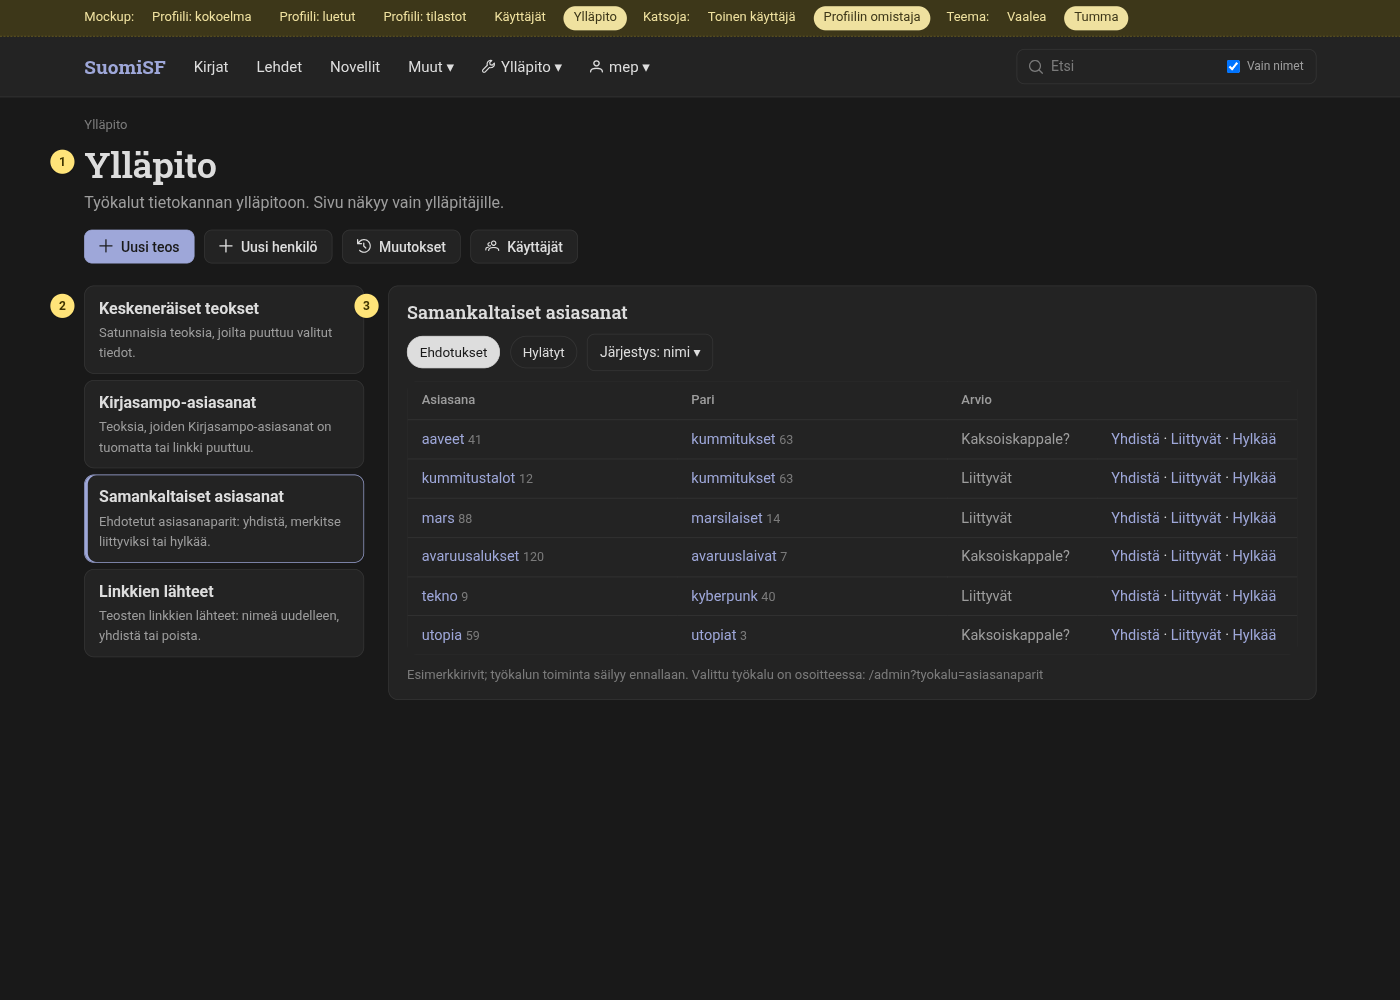 Mockup: Profiili: kokoelma Profiili: luetut Profiili: tilastot Käyttäjät Ylläpito Katsoja: Toinen käyttäjä Profiilin omistaja Teema: Vaalea Tumma
SuomiSF Kirjat Lehdet Novellit Muut ▾ Ylläpito ▾ mep ▾ Etsi Vain nimet
Ylläpito
1 Ylläpito
Työkalut tietokannan ylläpitoon. Sivu näkyy vain ylläpitäjille.
Uusi teos Uusi henkilö Muutokset Käyttäjät
2 Keskeneräiset teokset
Satunnaisia teoksia, joilta puuttuu valitut
tiedot.
Kirjasampo-asiasanat
Teoksia, joiden Kirjasampo-asiasanat on
tuomatta tai linkki puuttuu.
Samankaltaiset asiasanat
Ehdotetut asiasanaparit: yhdistä, merkitse
liittyviksi tai hylkää.
Linkkien lähteet
Teosten linkkien lähteet: nimeä uudelleen,
yhdistä tai poista.
3 Samankaltaiset asiasanat
Ehdotukset Hylätyt Järjestys: nimi ▾
Asiasana Pari Arvio
aaveet 41 kummitukset 63 Kaksoiskappale? Yhdistä · Liittyvät · Hylkää
kummitustalot 12 kummitukset 63 Liittyvät Yhdistä · Liittyvät · Hylkää
mars 88 marsilaiset 14 Liittyvät Yhdistä · Liittyvät · Hylkää
avaruusalukset 120 avaruuslaivat 7 Kaksoiskappale? Yhdistä · Liittyvät · Hylkää
tekno 9 kyberpunk 40 Liittyvät Yhdistä · Liittyvät · Hylkää
utopia 59 utopiat 3 Kaksoiskappale? Yhdistä · Liittyvät · Hylkää
Esimerkkirivit; työkalun toiminta säilyy ennallaan. Valittu työkalu on osoitteessa: /admin?tyokalu=asiasanaparit